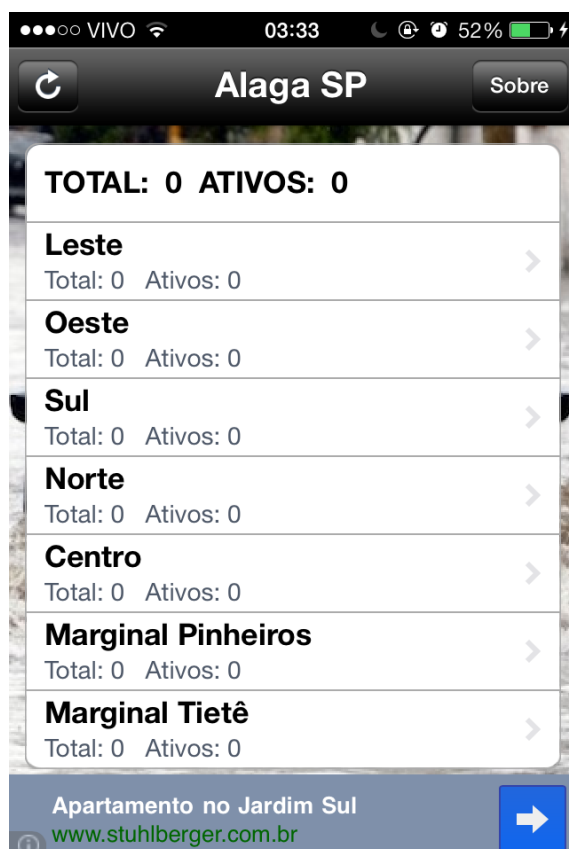 VIVO 03:33 52%
Alaga SP Sobre
TOTAL: 0 ATIVOS: 0
Leste
Total: 0 Ativos: 0
Oeste
Total: 0 Ativos: 0
Sul
Total: 0 Ativos: 0
Norte
Total: 0 Ativos: 0
Centro
Total: 0 Ativos: 0
Marginal Pinheiros
Total: 0 Ativos: 0
Marginal Tietê
Total: 0 Ativos: 0
Apartamento no Jardim Sul
www.stuhlberger.com.br